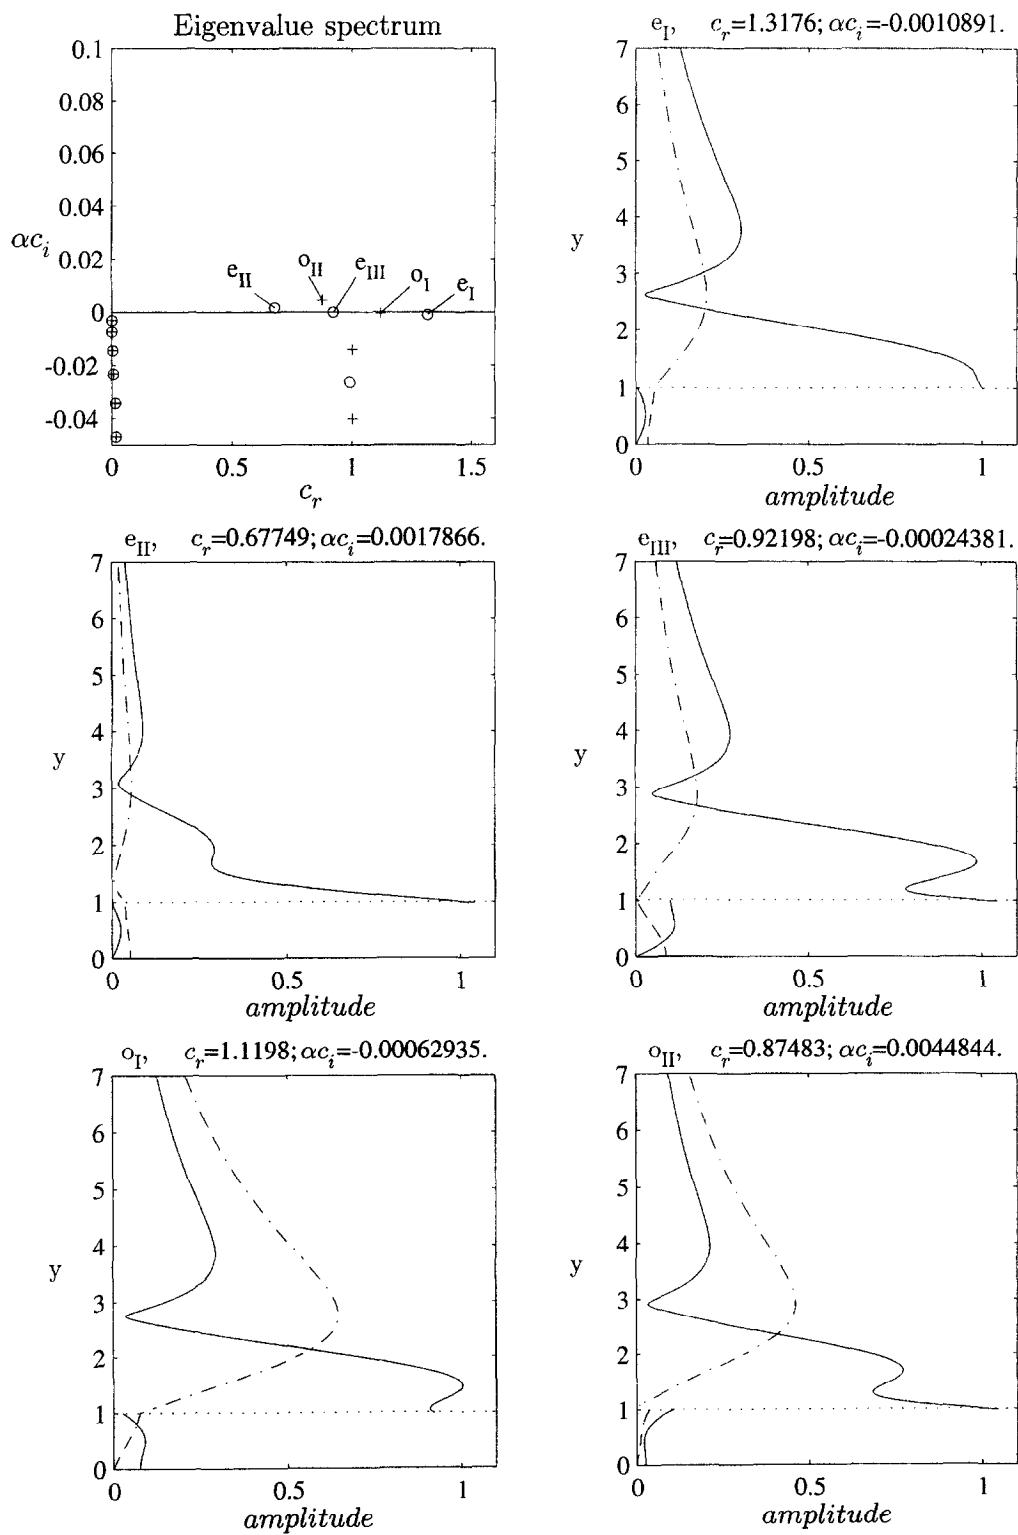 Eigenvalue spectrum
0.1
0.08
0.06
0.04
0.02
0
-0.02
-0.04
αc_i
e_II
o_II
e_III
o_I
e_I
0 0.5 1 1.5
c_r
e_I, c_r=1.3176; αc_i=-0.0010891.
7
6
5
4
3
2
1
0
y
0 0.5 1
amplitude
e_II, c_r=0.67749; αc_i=0.0017866.
7
6
5
4
3
2
1
0
y
0 0.5 1
amplitude
e_III, c_r=0.92198; αc_i=-0.00024381.
7
6
5
4
3
2
1
0
y
0 0.5 1
amplitude
o_I, c_r=1.1198; αc_i=-0.00062935.
7
6
5
4
3
2
1
0
y
0 0.5 1
amplitude
o_II, c_r=0.87483; αc_i=0.0044844.
7
6
5
4
3
2
1
0
y
0 0.5 1
amplitude